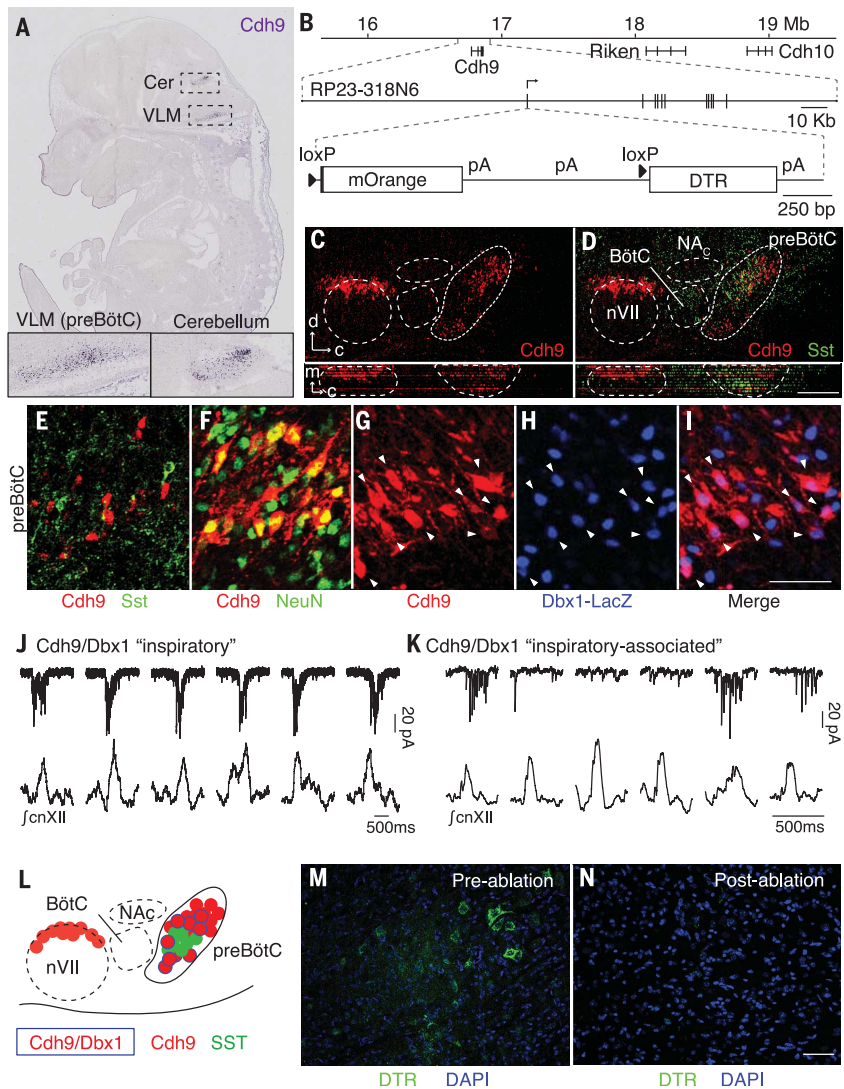 A
Cdh9
Cer
VLM
VLM (preBötC)
Cerebellum
B
16 17 18 19 Mb
Cdh9
Riken
Cdh10
RP23-318N6
10 Kb
loxP
mOrange
pA
pA
loxP
DTR
pA
250 bp
C
d
c
Cdh9
m
c
D
NAc
preBötC
BötC
nVII
Cdh9 Sst
preBötC
E
Cdh9 Sst
F
Cdh9 NeuN
G
Cdh9
H
Dbx1-LacZ
I
Merge
J Cdh9/Dbx1 “inspiratory”
20 pA
∫cnXII
500ms
K Cdh9/Dbx1 “inspiratory-associated”
20 pA
∫cnXII
500ms
L
BötC
NAc
nVII
preBötC
Cdh9/Dbx1 Cdh9 SST
M
Pre-ablation
DTR DAPI
N
Post-ablation
DTR DAPI